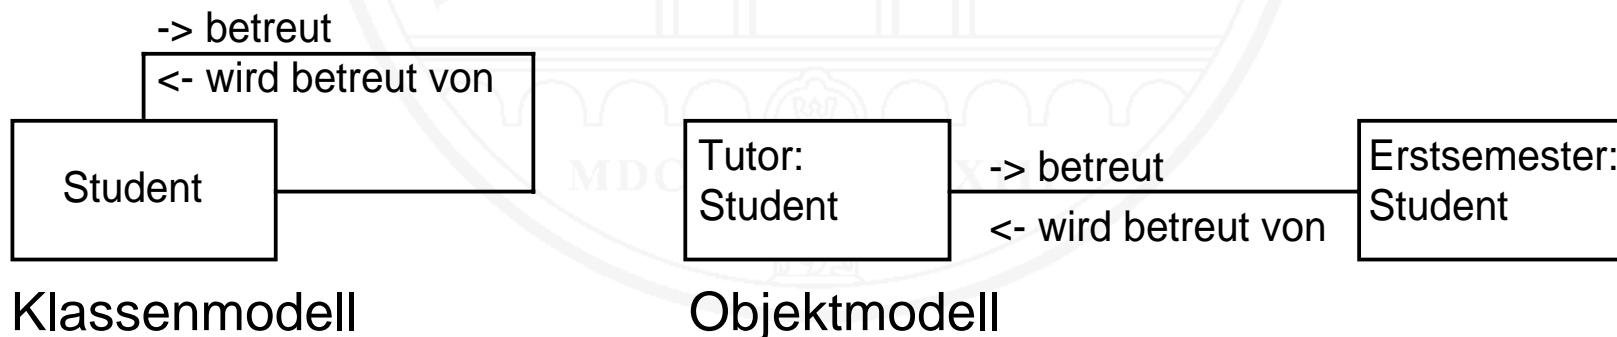 -> betreut
<- wird betreut von
Student
Klassenmodell
Tutor:
Student
-> betreut
<- wird betreut von
Erstsemester:
Student
Objektmodell